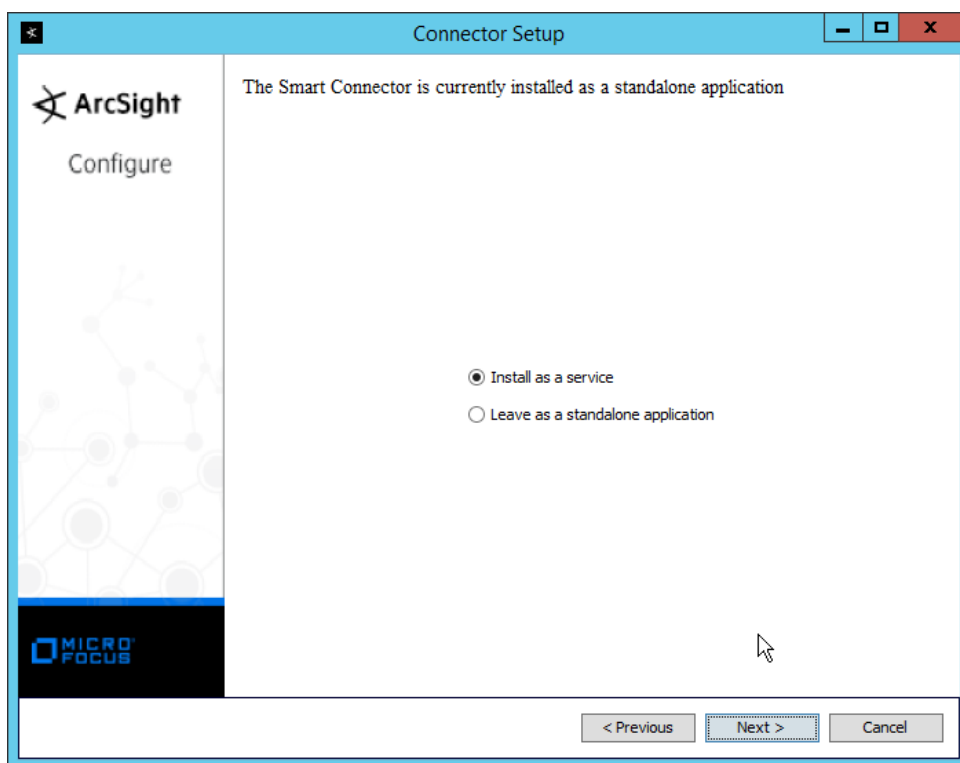 Connector Setup
ArcSight
Configure
The Smart Connector is currently installed as a standalone application
Install as a service
Leave as a standalone application
MICRO
FOCUS
< Previous
Next >
Cancel